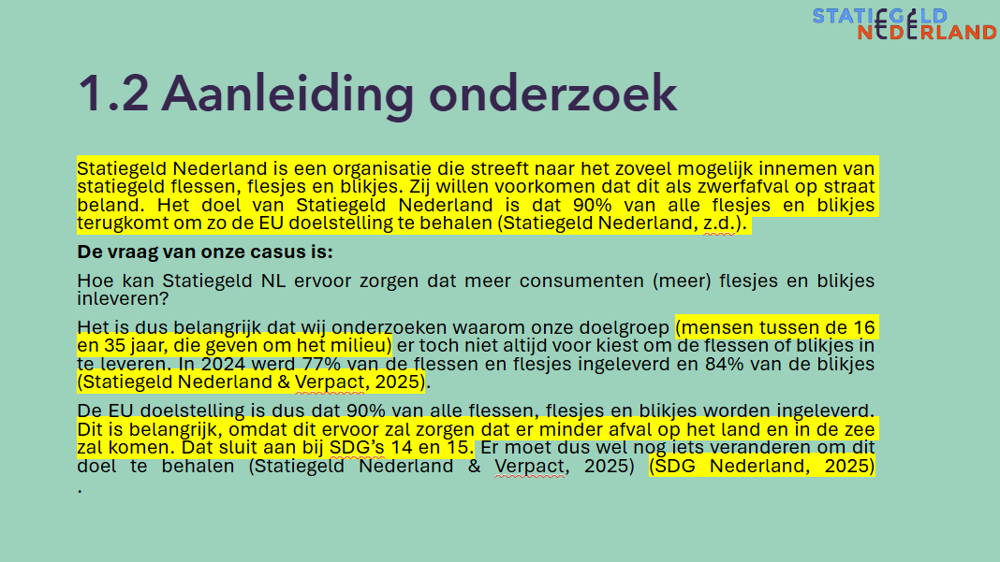 STATIEGELD
NEDERLAND
1.2 Aanleiding onderzoek
Statiegeld Nederland is een organisatie die streeft naar het zoveel mogelijk innemen van
statiegeld flessen, flesjes en blikjes. Zij willen voorkomen dat dit als zwerfafval op straat
beland. Het doel van Statiegeld Nederland is dat 90% van alle flesjes en blikjes
terugkomt om zo de EU doelstelling te behalen (Statiegeld Nederland, z.d.).
De vraag van onze casus is:
Hoe kan Statiegeld NL ervoor zorgen dat meer consumenten (meer) flesjes en blikjes
inleveren?
Het is dus belangrijk dat wij onderzoeken waarom onze doelgroep (mensen tussen de 16
en 35 jaar, die geven om het milieu) er toch niet altijd voor kiest om de flessen of blikjes in
te leveren. In 2024 werd 77% van de flessen en flesjes ingeleverd en 84% van de blikjes
(Statiegeld Nederland & Verpact, 2025).
De EU doelstelling is dus dat 90% van alle flessen, flesjes en blikjes worden ingeleverd.
Dit is belangrijk, omdat dit ervoor zal zorgen dat er minder afval op het land en in de zee
zal komen. Dat sluit aan bij SDG’s 14 en 15. Er moet dus wel nog iets veranderen om dit
doel te behalen (Statiegeld Nederland & Verpact, 2025) (SDG Nederland, 2025)
.